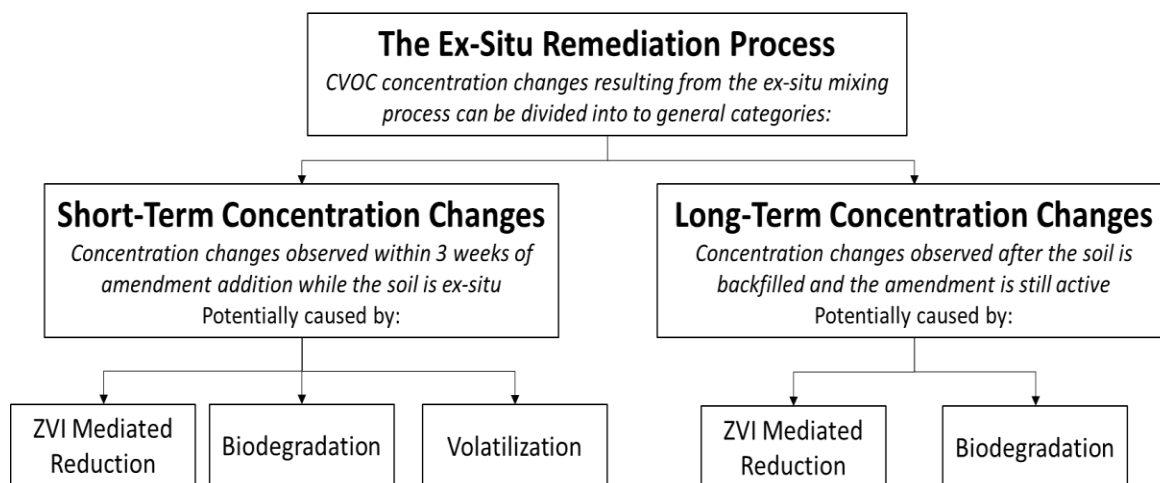 The Ex-Situ Remediation Process
CVOC concentration changes resulting from the ex-situ mixing
process can be divided into to general categories:
Short-Term Concentration Changes
Concentration changes observed within 3 weeks of
amendment addition while the soil is ex-situ
Potentially caused by:
Long-Term Concentration Changes
Concentration changes observed after the soil is
backfilled and the amendment is still active
Potentially caused by:
ZVI Mediated
Reduction
Biodegradation
Volatilization
ZVI Mediated
Reduction
Biodegradation